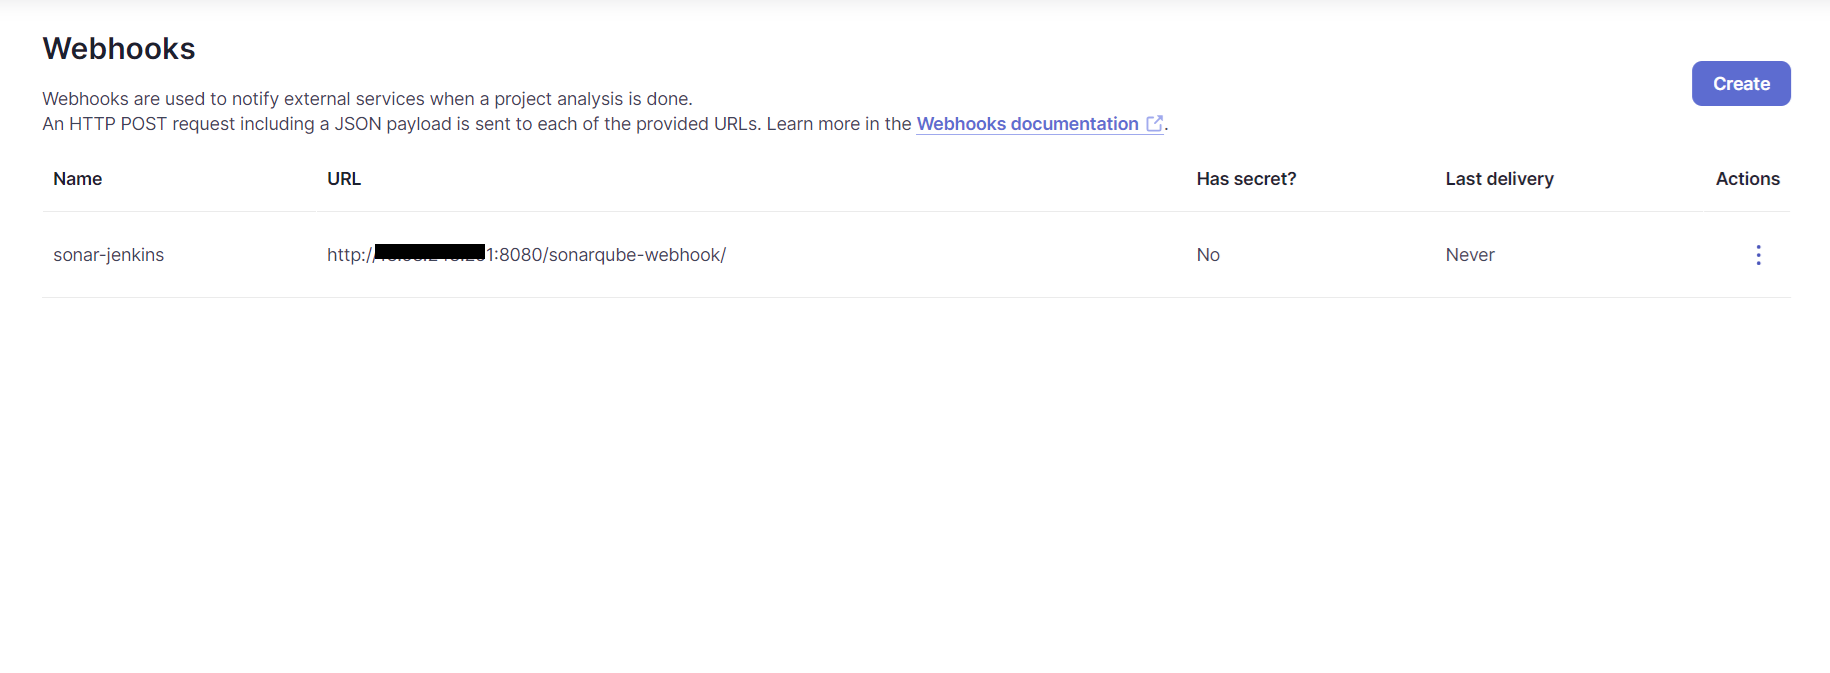 Webhooks
Create
Webhooks are used to notify external services when a project analysis is done.
An HTTP POST request including a JSON payload is sent to each of the provided URLs. Learn more in the Webhooks documentation.
Name URL Has secret? Last delivery Actions
sonar-jenkins http:// 1:8080/sonarqube-webhook/ No Never